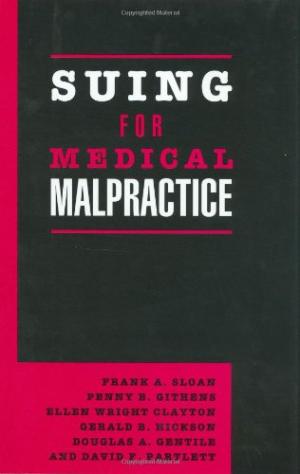 SUING
FOR
MEDICAL
MALPRACTICE
FRANK A. SLOAN
PENNY B. GITHENS
ELLEN WRIGHT CLAYTON
GERALD B. HICKSON
DOUGLAS A. GENTILE
AND DAVID F. PARTLETT